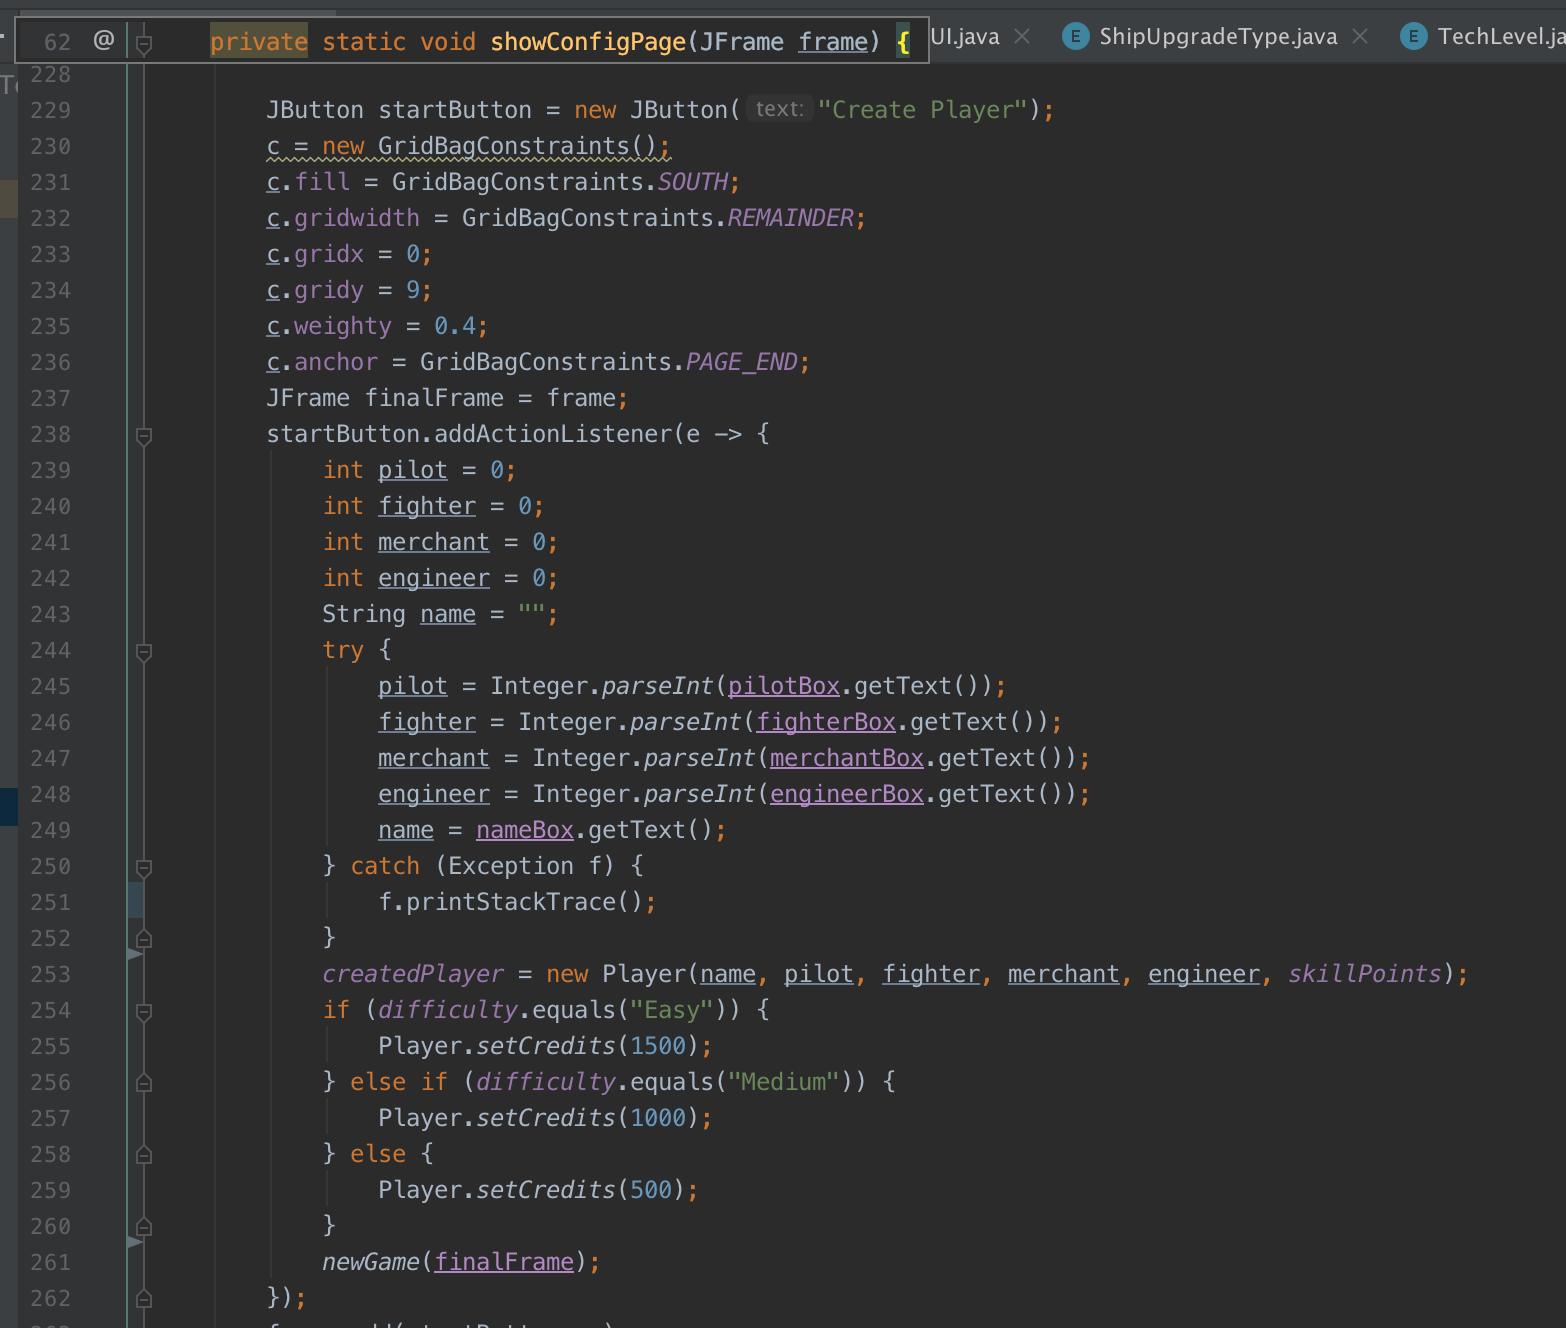 62 @ private static void showConfigPage(JFrame frame) { UI.java E ShipUpgradeType.java E TechLevel.ja
228
229 JButton startButton = new JButton( text: "Create Player");
230 c = new GridBagConstraints();
231 c.fill = GridBagConstraints.SOUTH;
232 c.gridwidth = GridBagConstraints.REMAINDER;
233 c.gridx = 0;
234 c.gridy = 9;
235 c.weighty = 0.4;
236 c.anchor = GridBagConstraints.PAGE_END;
237 JFrame finalFrame = frame;
238 startButton.addActionListener(e -> {
239 int pilot = 0;
240 int fighter = 0;
241 int merchant = 0;
242 int engineer = 0;
243 String name = "";
244 try {
245 pilot = Integer.parseInt(pilotBox.getText());
246 fighter = Integer.parseInt(fighterBox.getText());
247 merchant = Integer.parseInt(merchantBox.getText());
248 engineer = Integer.parseInt(engineerBox.getText());
249 name = nameBox.getText();
250 } catch (Exception f) {
251 f.printStackTrace();
252 }
253 createdPlayer = new Player(name, pilot, fighter, merchant, engineer, skillPoints);
254 if (difficulty.equals("Easy")) {
255 Player.setCredits(1500);
256 } else if (difficulty.equals("Medium")) {
257 Player.setCredits(1000);
258 } else {
259 Player.setCredits(500);
260 }
261 newGame(finalFrame);
262 });